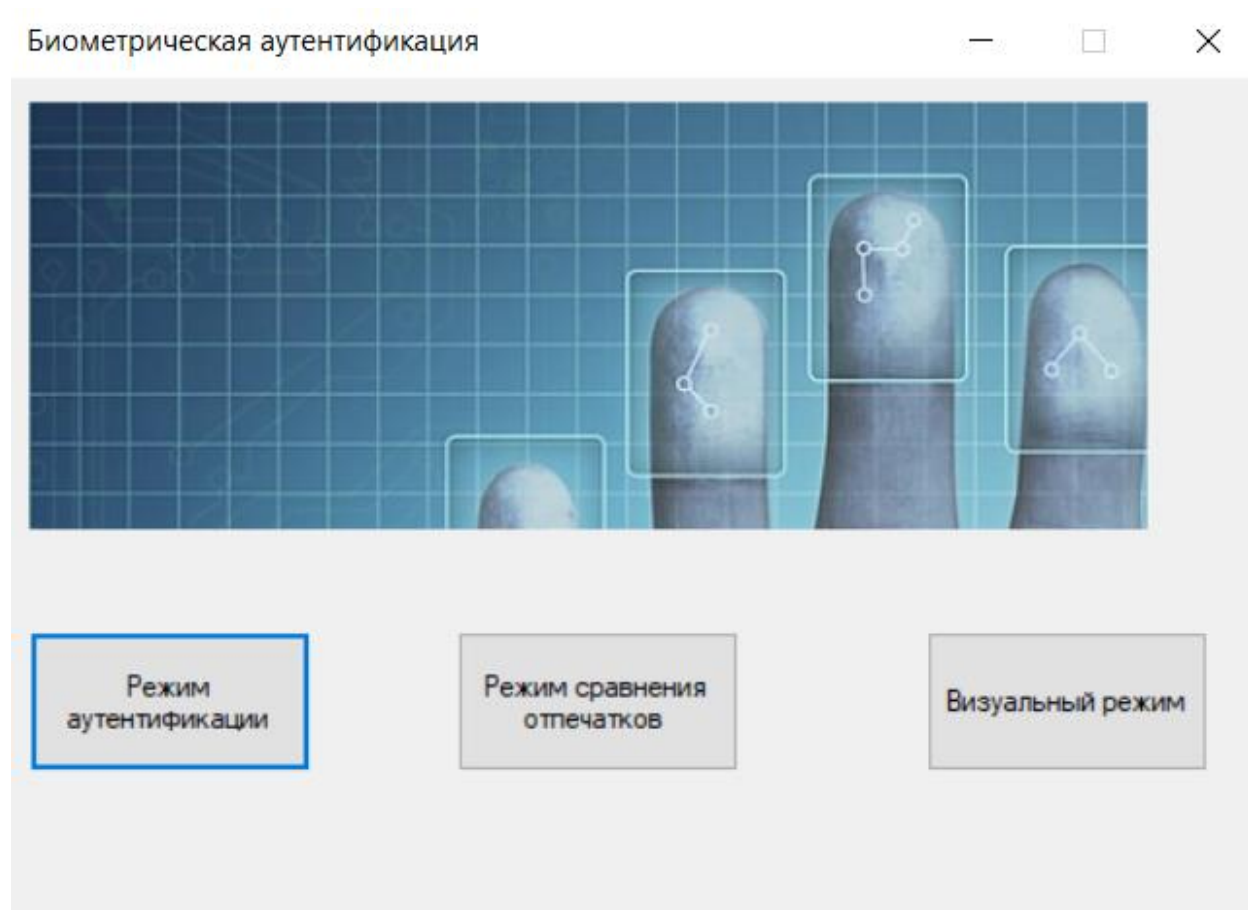 Биометрическая аутентификация
Режим
аутентификации
Режим сравнения
отпечатков
Визуальный режим